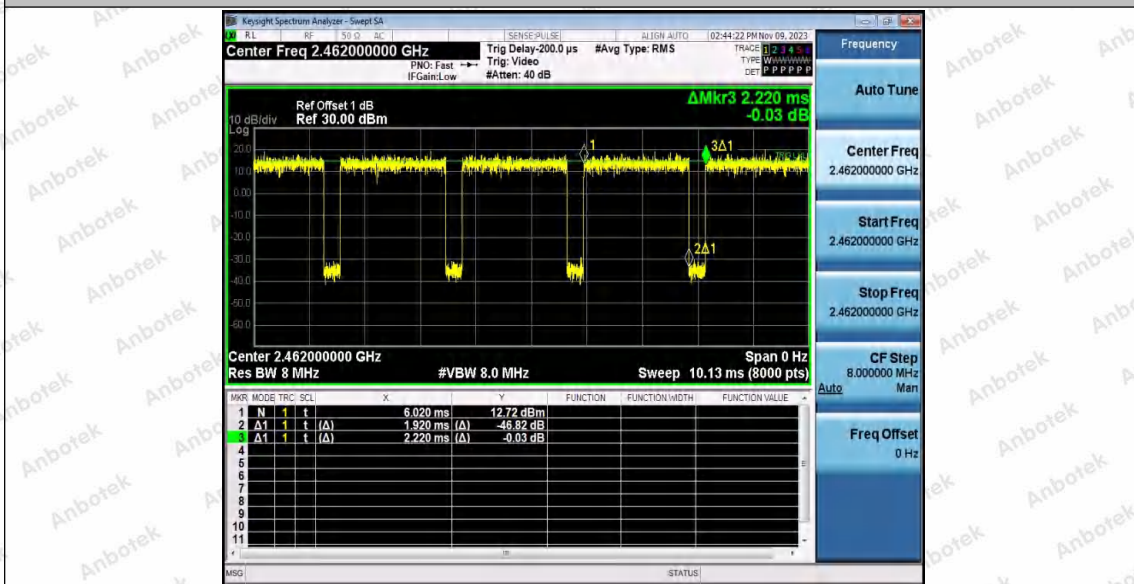 Keysight Spectrum Analyzer - Swept SA
RL RF 50 Ω AC SENSE:PULSE ALIGN AUTO 02:44:22 PM Nov 09, 2023
Center Freq 2.462000000 GHz
PNO: Fast
IFGain:Low
Trig Delay-200.0 µs
Trig: Video
#Atten: 40 dB
#Avg Type: RMS
TRACE 1 2 3 4 5 6
TYPE W
DET P P P P P P
Ref Offset 1 dB
Ref 30.00 dBm
10 dB/div
Log
ΔMkr3 2.220 ms
-0.03 dB
20.0
10.0
0.00
-10.0
-20.0
-30.0
-40.0
-50.0
-60.0
1
3Δ1
2Δ1
Center 2.462000000 GHz
Span 0 Hz
Res BW 8 MHz
#VBW 8.0 MHz
Sweep 10.13 ms (8000 pts)
MKR MODE TRC SCL X Y FUNCTION FUNCTION WIDTH FUNCTION VALUE
1 N 1 t 6.020 ms 12.72 dBm
2 Δ1 1 t (Δ) 1.920 ms (Δ) -46.82 dB
3 Δ1 1 t (Δ) 2.220 ms (Δ) -0.03 dB
4
5
6
7
8
9
10
11
MSG
STATUS
Frequency
Auto Tune
Center Freq
2.462000000 GHz
Start Freq
2.462000000 GHz
Stop Freq
2.462000000 GHz
CF Step
8.000000 MHz
Auto Man
Freq Offset
0 Hz
Anbotek